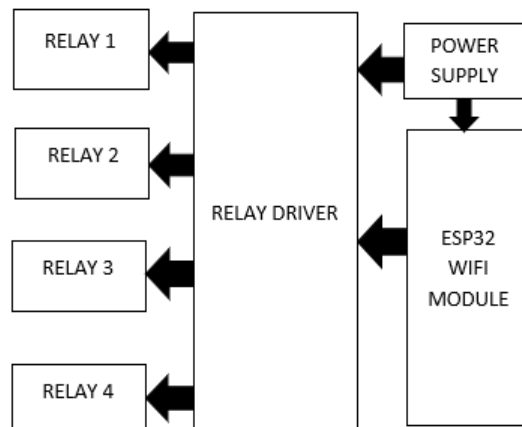 RELAY 1
RELAY 2
RELAY 3
RELAY 4
RELAY DRIVER
POWER
SUPPLY
ESP32
WIFI
MODULE